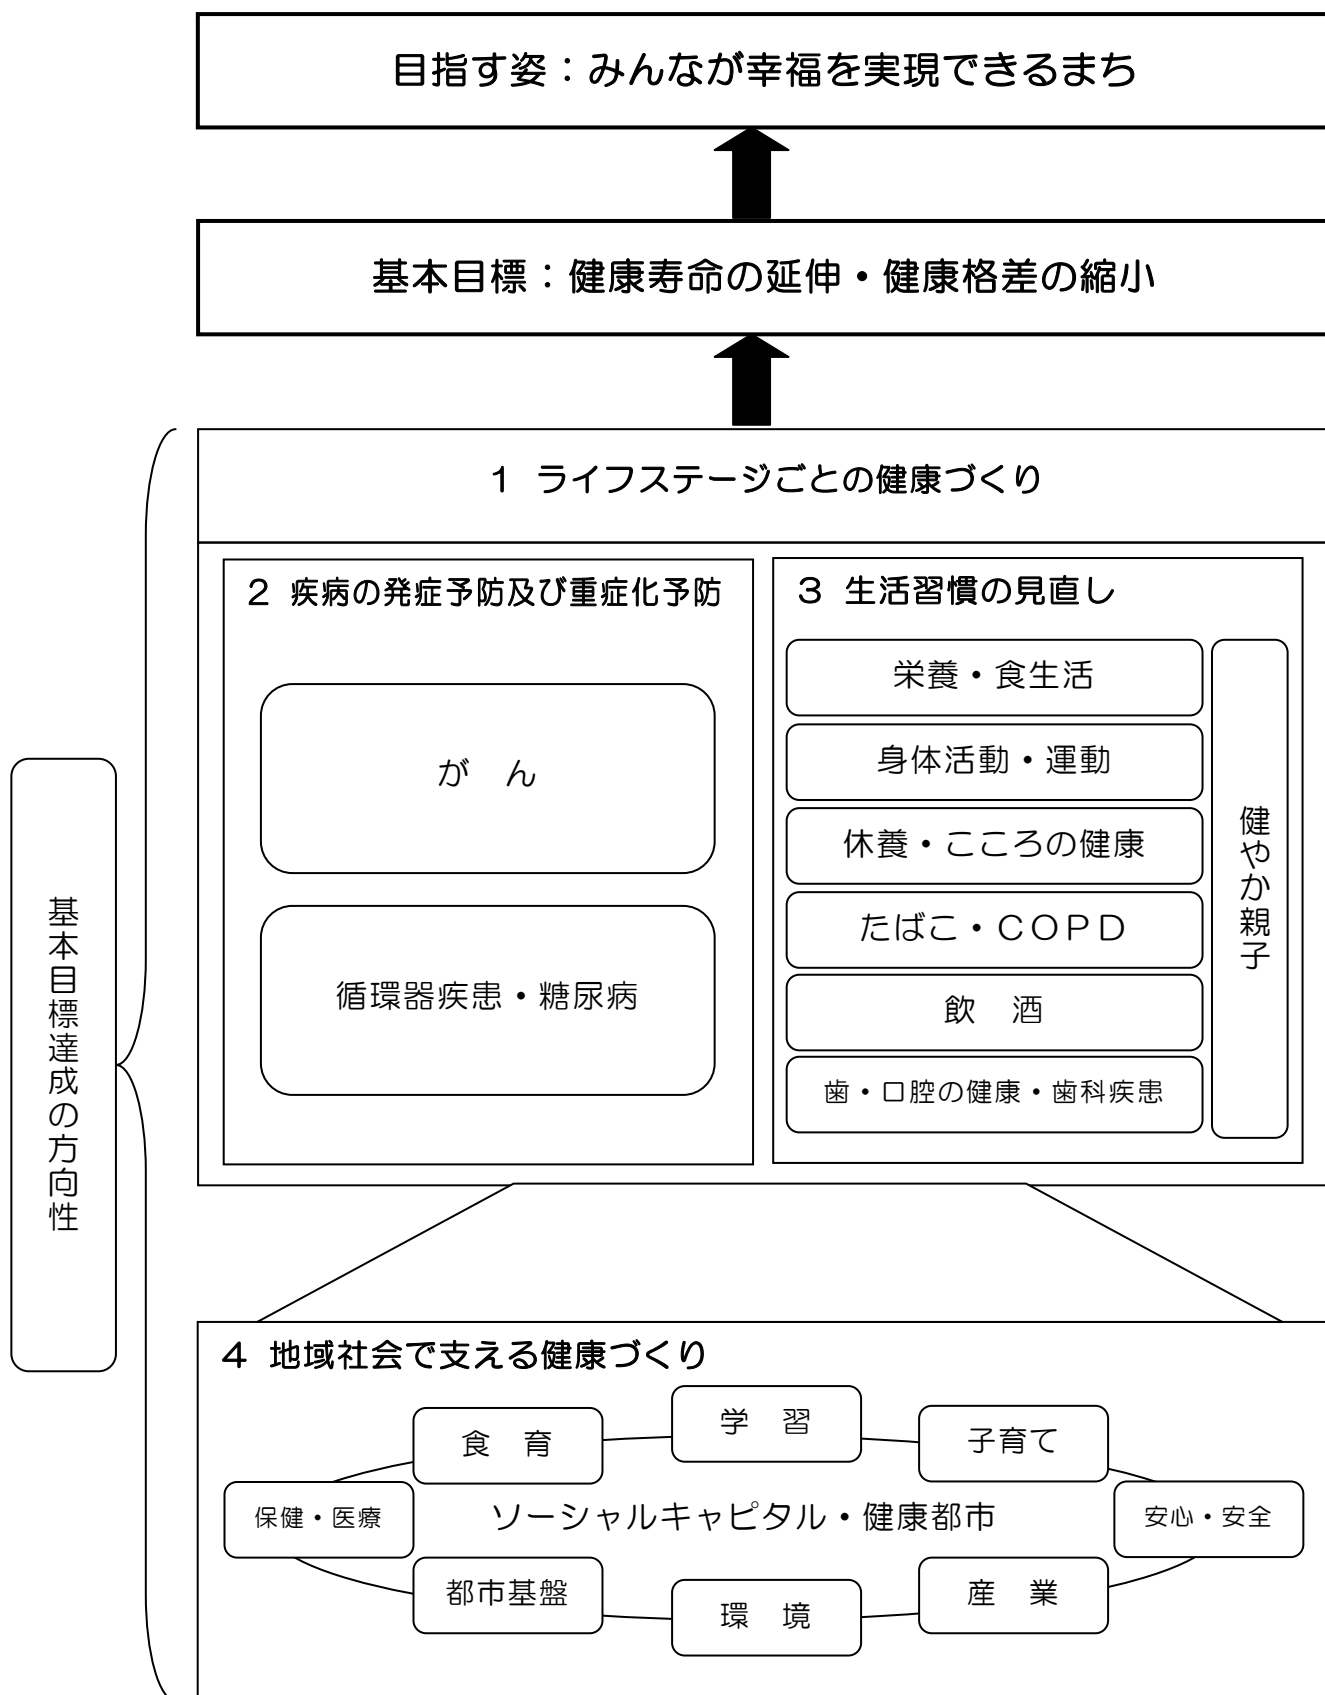 目指す姿：みんなが幸福を実現できるまち
基本目標：健康寿命の延伸・健康格差の縮小
基本目標達成の方向性
１ ライフステージごとの健康づくり
２ 疾病の発症予防及び重症化予防
が　ん
循環器疾患・糖尿病
３ 生活習慣の見直し
栄養・食生活
身体活動・運動
休養・こころの健康
たばこ・ＣＯＰＤ
飲　酒
歯・口腔の健康・歯科疾患
健やか親子
４ 地域社会で支える健康づくり
学　習
食　育
子育て
保健・医療
ソーシャルキャピタル・健康都市
安心・安全
都市基盤
環　境
産　業